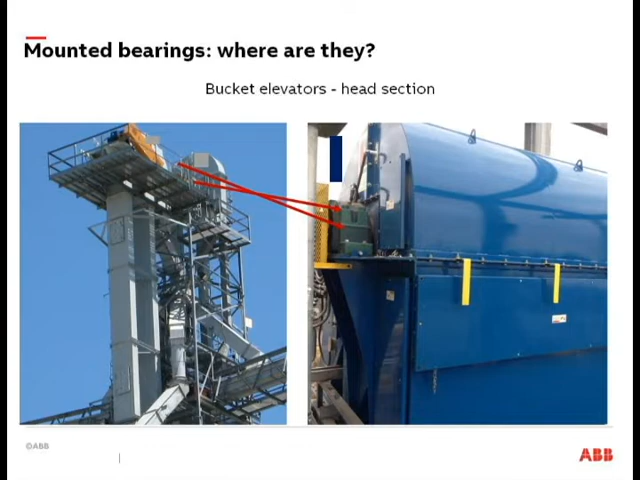 Mounted bearings: where are they?
Bucket elevators - head section
©ABB
ABB